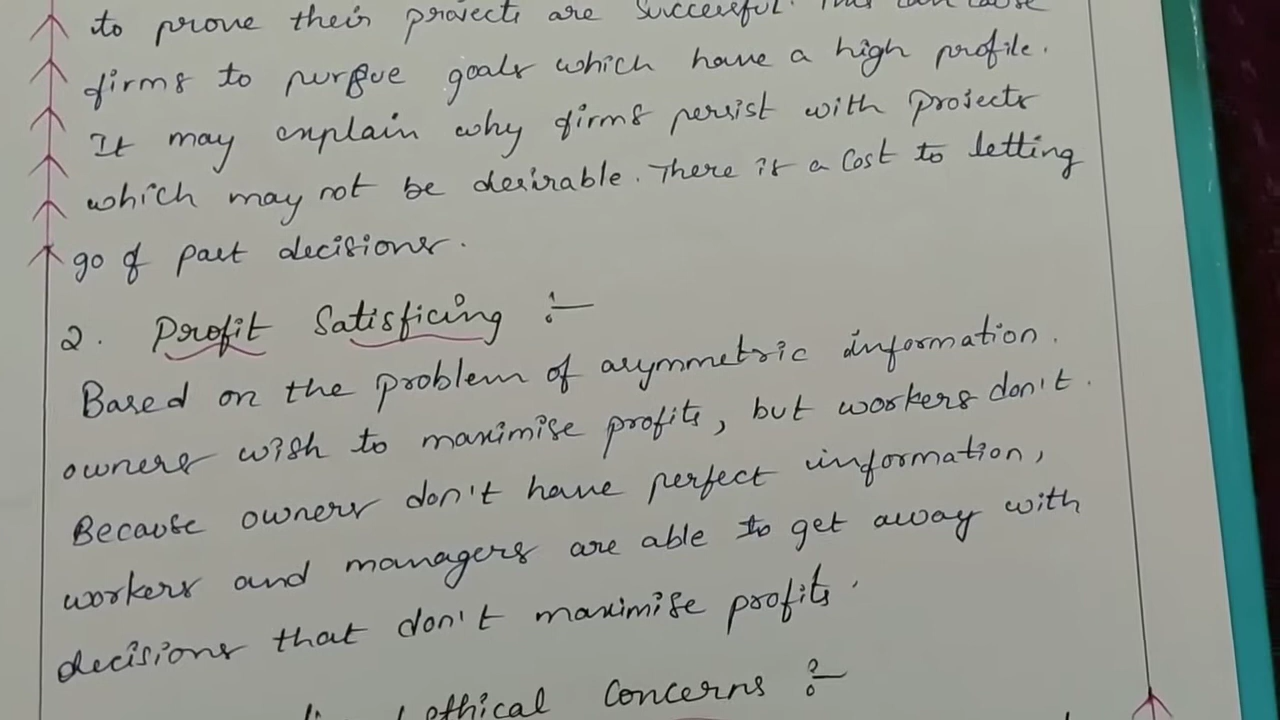 to prove their projects are successful. This can cause
firms to pursue goals which have a high profile.
It may explain why firms persist with projects
which may not be desirable. There is a cost to letting
go of past decisions.
2. Profit Satisficing :-
Based on the problem of asymmetric information.
owners wish to maximise profits, but workers don't.
Because owners don't have perfect information,
workers and managers are able to get away with
decisions that don't maximise profits.
ethical concerns :-